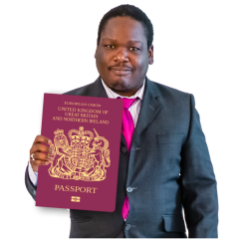 EUROPEAN UNION
UNITED KINGDOM OF
GREAT BRITAIN
AND NORTHERN IRELAND
PASSPORT